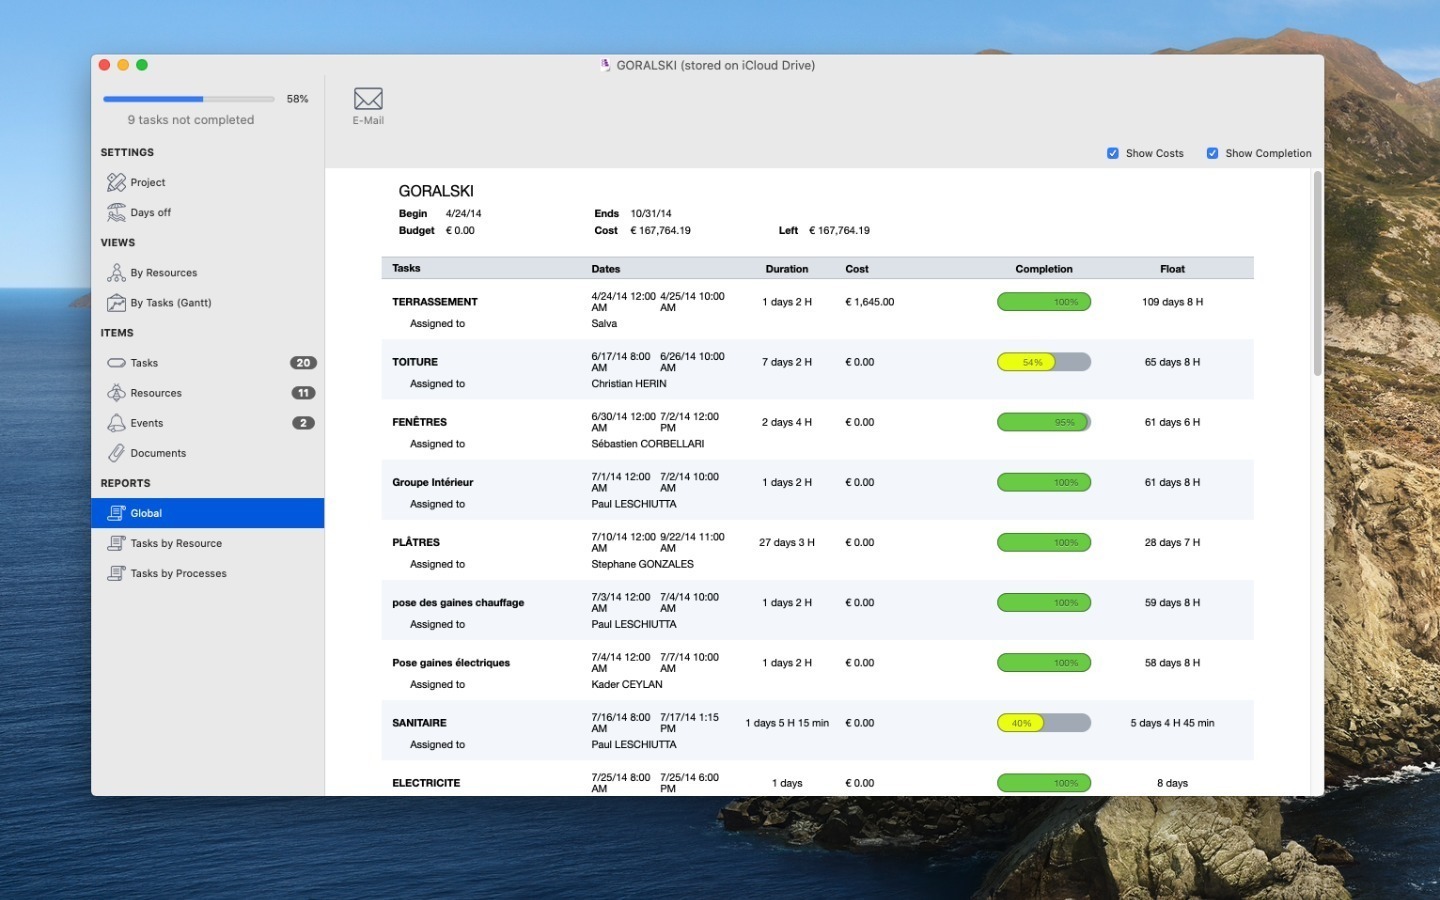 GORALSKI (stored on iCloud Drive)
58%
9 tasks not completed
SETTINGS
Project
Days off
VIEWS
By Resources
By Tasks (Gantt)
ITEMS
Tasks 20
Resources 11
Events 2
Documents
REPORTS
Global
Tasks by Resource
Tasks by Processes
E-Mail
Show Costs Show Completion
GORALSKI
Begin 4/24/14 Ends 10/31/14
Budget € 0.00 Cost € 167,764.19 Left € 167,764.19
Tasks Dates Duration Cost Completion Float
TERRASSEMENT 4/24/14 12:00 AM 4/25/14 10:00 AM 1 days 2 H € 1,645.00 100% 109 days 8 H
Assigned to Salva
TOITURE 6/17/14 8:00 AM 6/26/14 10:00 AM 7 days 2 H € 0.00 54% 65 days 8 H
Assigned to Christian HERIN
FENÊTRES 6/30/14 12:00 AM 7/2/14 12:00 PM 2 days 4 H € 0.00 95% 61 days 6 H
Assigned to Sébastien CORBELLARI
Groupe Intérieur 7/1/14 12:00 AM 7/2/14 10:00 AM 1 days 2 H € 0.00 100% 61 days 8 H
Assigned to Paul LESCHIUTTA
PLÂTRES 7/10/14 12:00 AM 9/22/14 11:00 AM 27 days 3 H € 0.00 100% 28 days 7 H
Assigned to Stephane GONZALES
pose des gaines chauffage 7/3/14 12:00 AM 7/4/14 10:00 AM 1 days 2 H € 0.00 100% 59 days 8 H
Assigned to Paul LESCHIUTTA
Pose gaines électriques 7/4/14 12:00 AM 7/7/14 10:00 AM 1 days 2 H € 0.00 100% 58 days 8 H
Assigned to Kader CEYLAN
SANITAIRE 7/16/14 8:00 AM 7/17/14 1:15 PM 1 days 5 H 15 min € 0.00 40% 5 days 4 H 45 min
Assigned to Paul LESCHIUTTA
ELECTRICITE 7/25/14 8:00 AM 7/25/14 6:00 PM 1 days € 0.00 100% 8 days